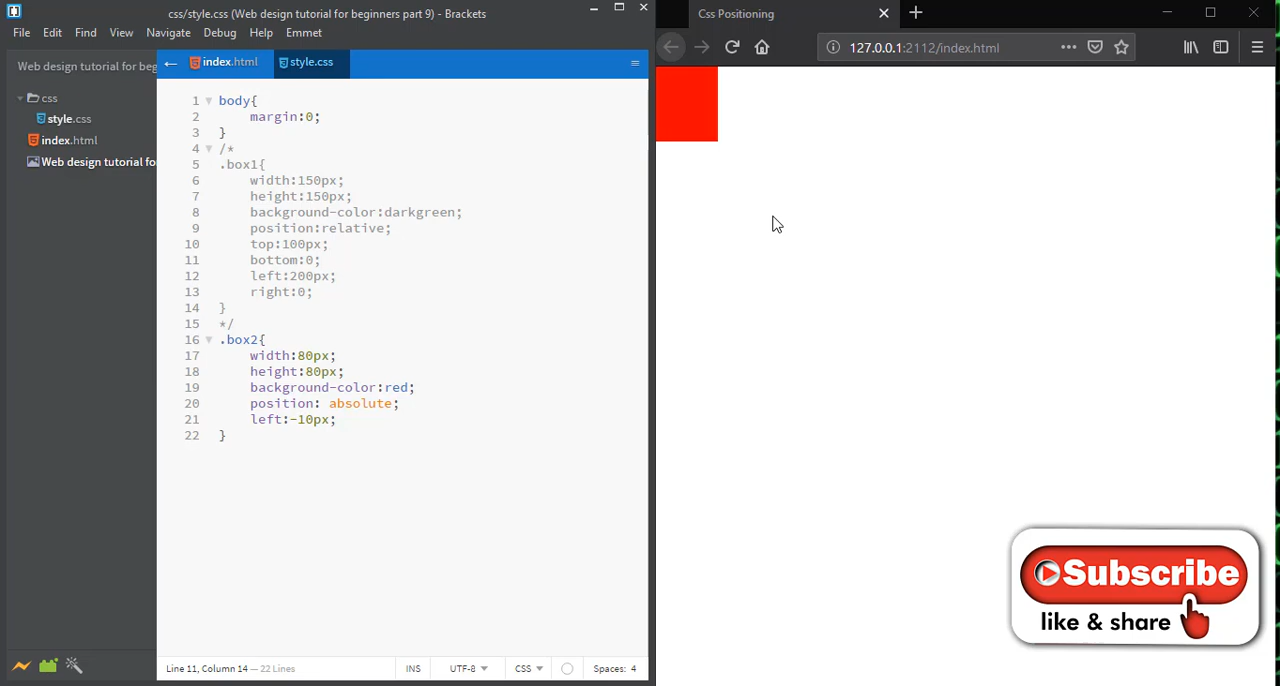 css/style.css (Web design tutorial for beginners part 9) - Brackets
File Edit Find View Navigate Debug Help Emmet
Web design tutorial for beg
css
style.css
index.html
Web design tutorial fo
index.html style.css
1 body{
2 margin:0;
3 }
4 /*
5 .box1{
6 width:150px;
7 height:150px;
8 background-color:darkgreen;
9 position:relative;
10 top:100px;
11 bottom:0;
12 left:200px;
13 right:0;
14 }
15 */
16 .box2{
17 width:80px;
18 height:80px;
19 background-color:red;
20 position: absolute;
21 left:-10px;
22 }
Line 11, Column 14 — 22 Lines INS UTF-8 CSS Spaces: 4
Css Positioning
127.0.0.1:2112/index.html
Subscribe
like & share